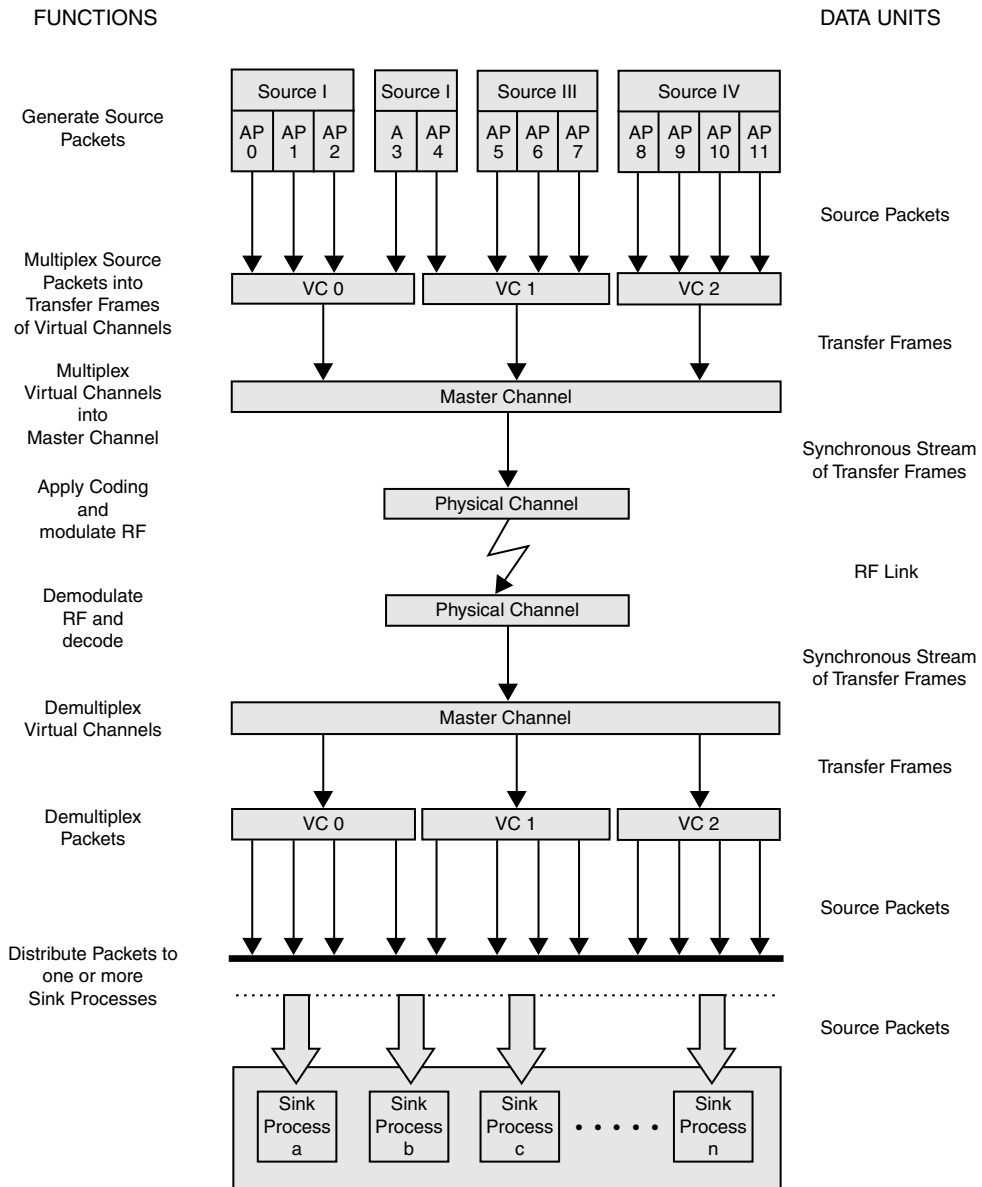 FUNCTIONS
DATA UNITS
Generate Source
Packets
Source I
AP
0
AP
1
AP
2
Source I
A
3
AP
4
Source III
AP
5
AP
6
AP
7
Source IV
AP
8
AP
9
AP
10
AP
11
Source Packets
Multiplex Source
Packets into
Transfer Frames
of Virtual Channels
VC 0
VC 1
VC 2
Transfer Frames
Multiplex
Virtual Channels
into
Master Channel
Master Channel
Synchronous Stream
of Transfer Frames
Apply Coding
and
modulate RF
Physical Channel
RF Link
Demodulate
RF and
decode
Physical Channel
Synchronous Stream
of Transfer Frames
Demultiplex
Virtual Channels
Master Channel
Transfer Frames
Demultiplex
Packets
VC 0
VC 1
VC 2
Source Packets
Distribute Packets to
one or more
Sink Processes
Source Packets
Sink
Process
a
Sink
Process
b
Sink
Process
c
• • • • •
Sink
Process
n